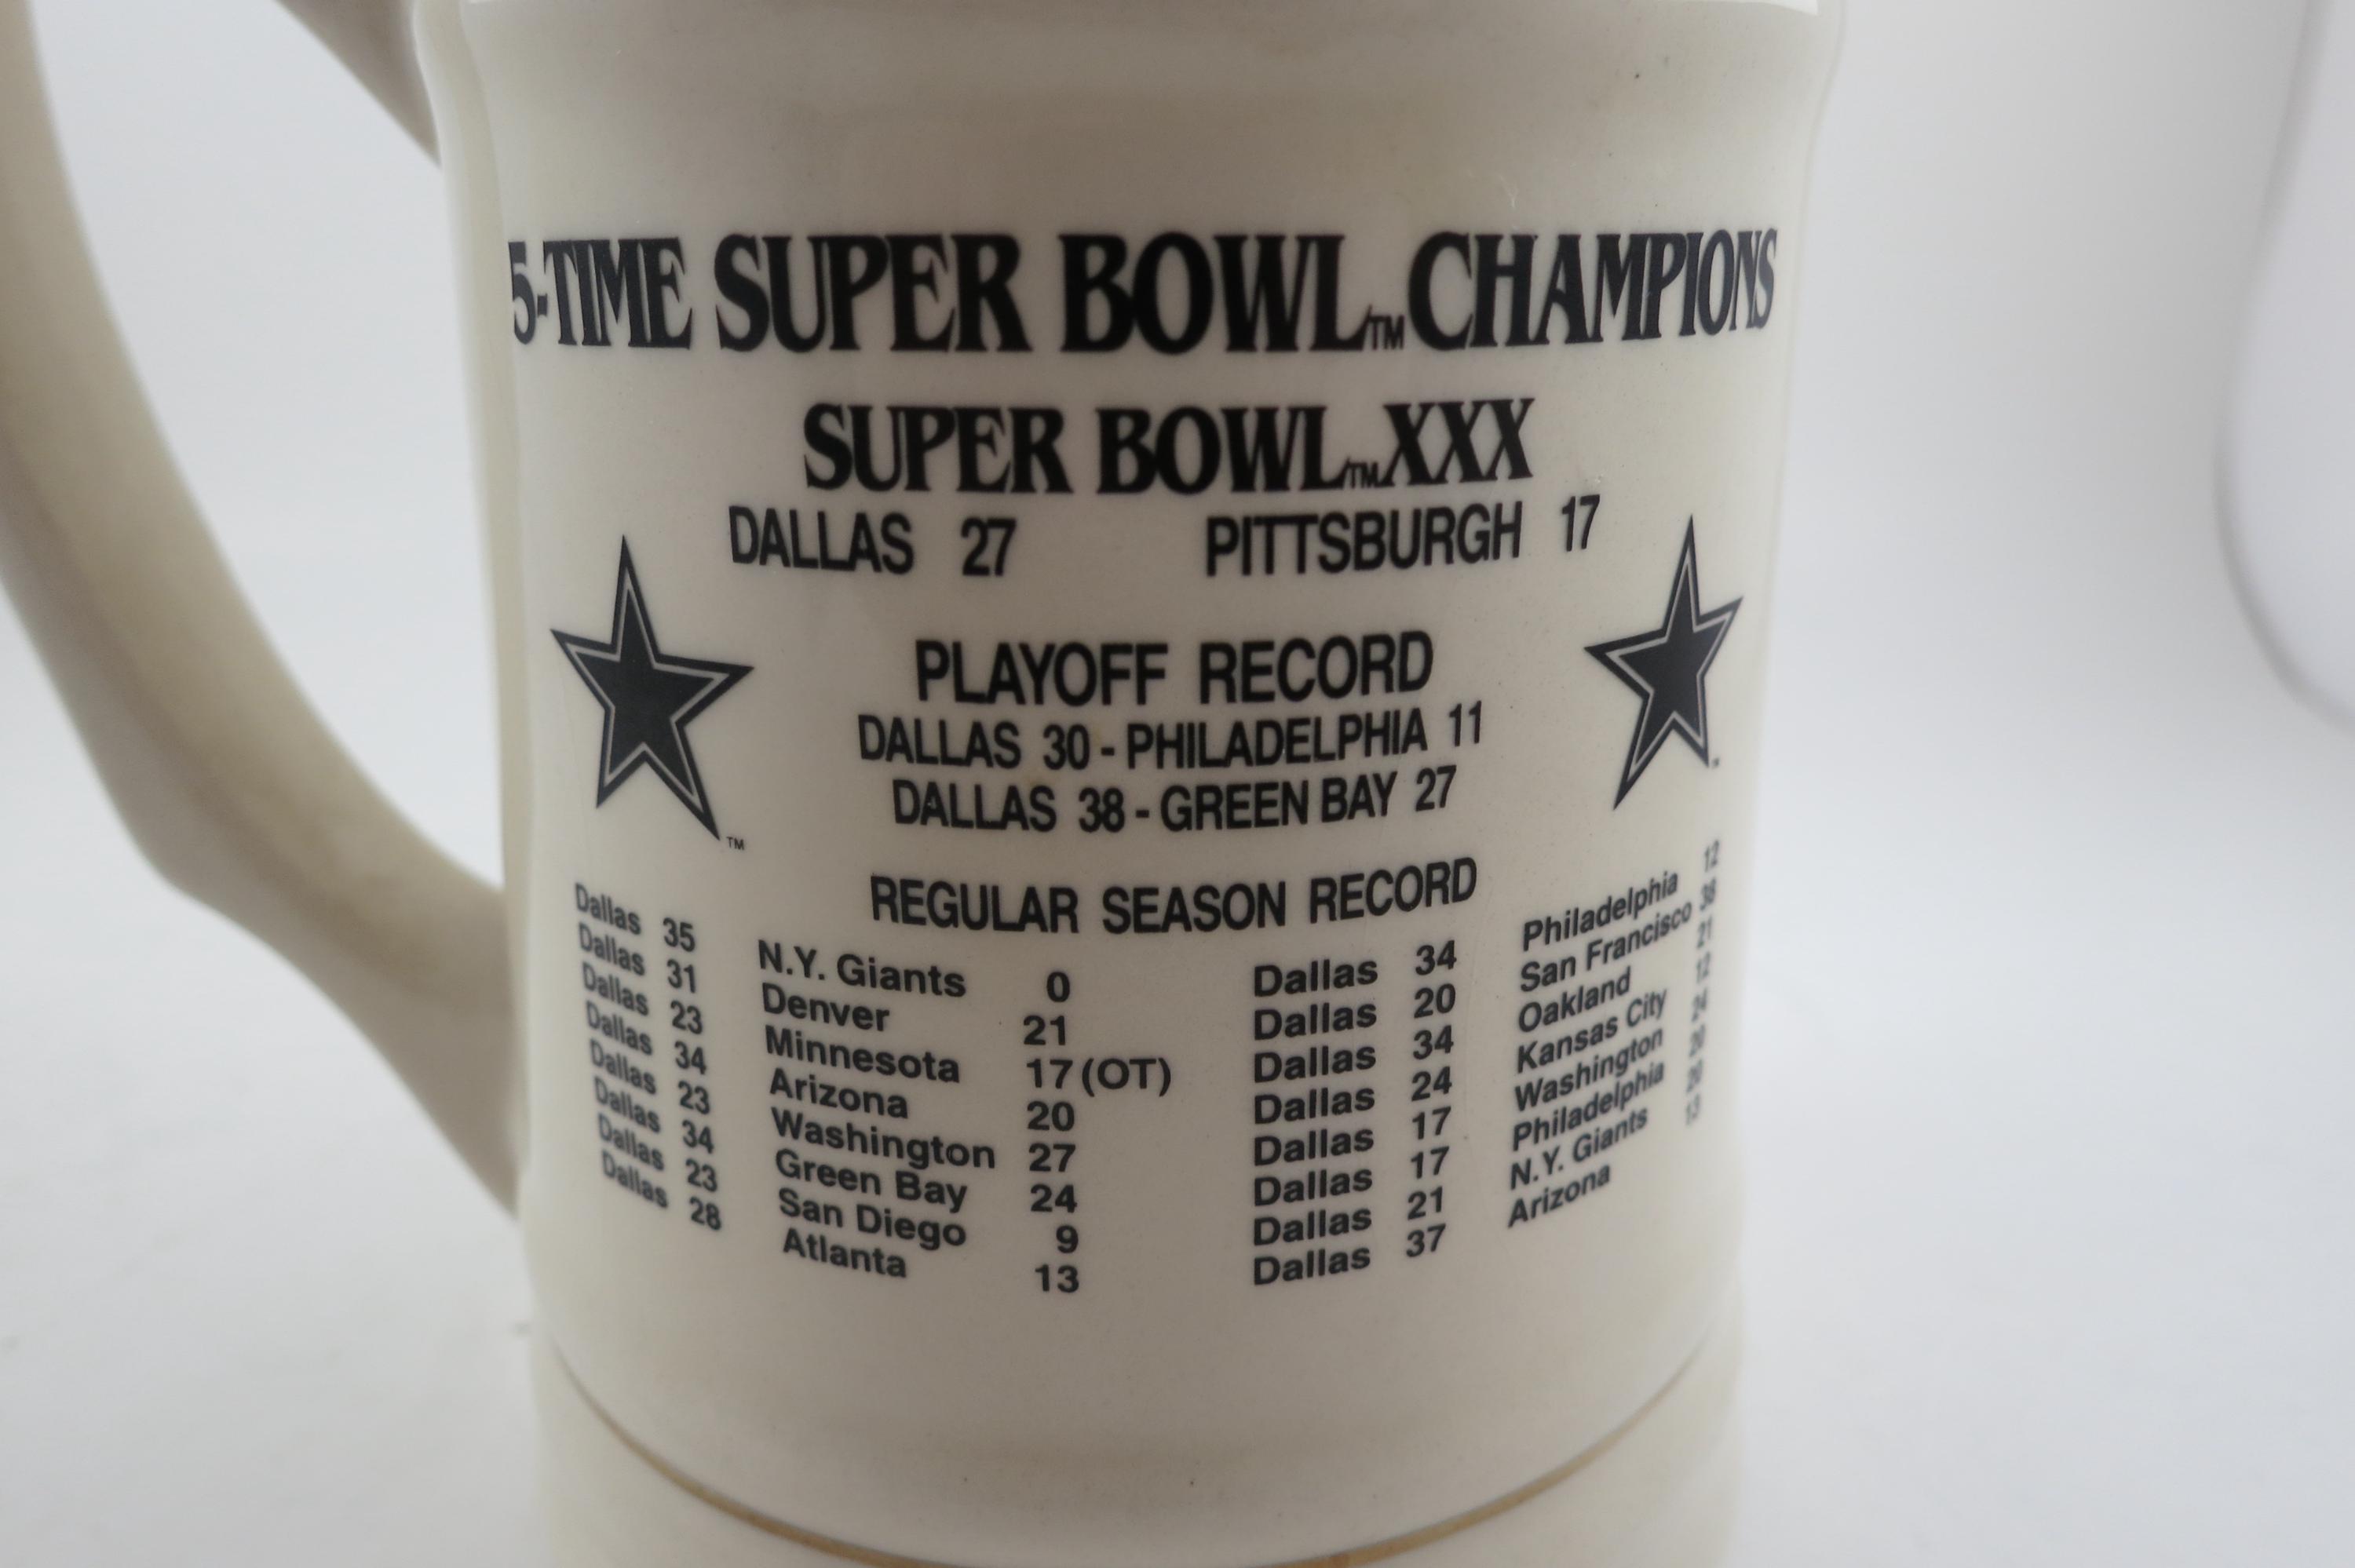 5-TIME SUPER BOWL™ CHAMPIONS
SUPER BOWL™ XXX
DALLAS 27 PITTSBURGH 17
PLAYOFF RECORD
DALLAS 30 - PHILADELPHIA 11
DALLAS 38 - GREEN BAY 27
™
REGULAR SEASON RECORD
Dallas 35 N.Y. Giants 0
Dallas 31 Denver 21
Dallas 23 Minnesota 17 (OT)
Dallas 34 Arizona 20
Dallas 23 Washington 27
Dallas 34 Green Bay 24
Dallas 23 San Diego 9
Dallas 28 Atlanta 13
Dallas 34 Philadelphia 12
Dallas 20 San Francisco 38
Dallas 34 Oakland 21
Dallas 24 Kansas City 12
Dallas 17 Washington 24
Dallas 17 Philadelphia 20
Dallas 21 N.Y. Giants 20
Dallas 37 Arizona 13